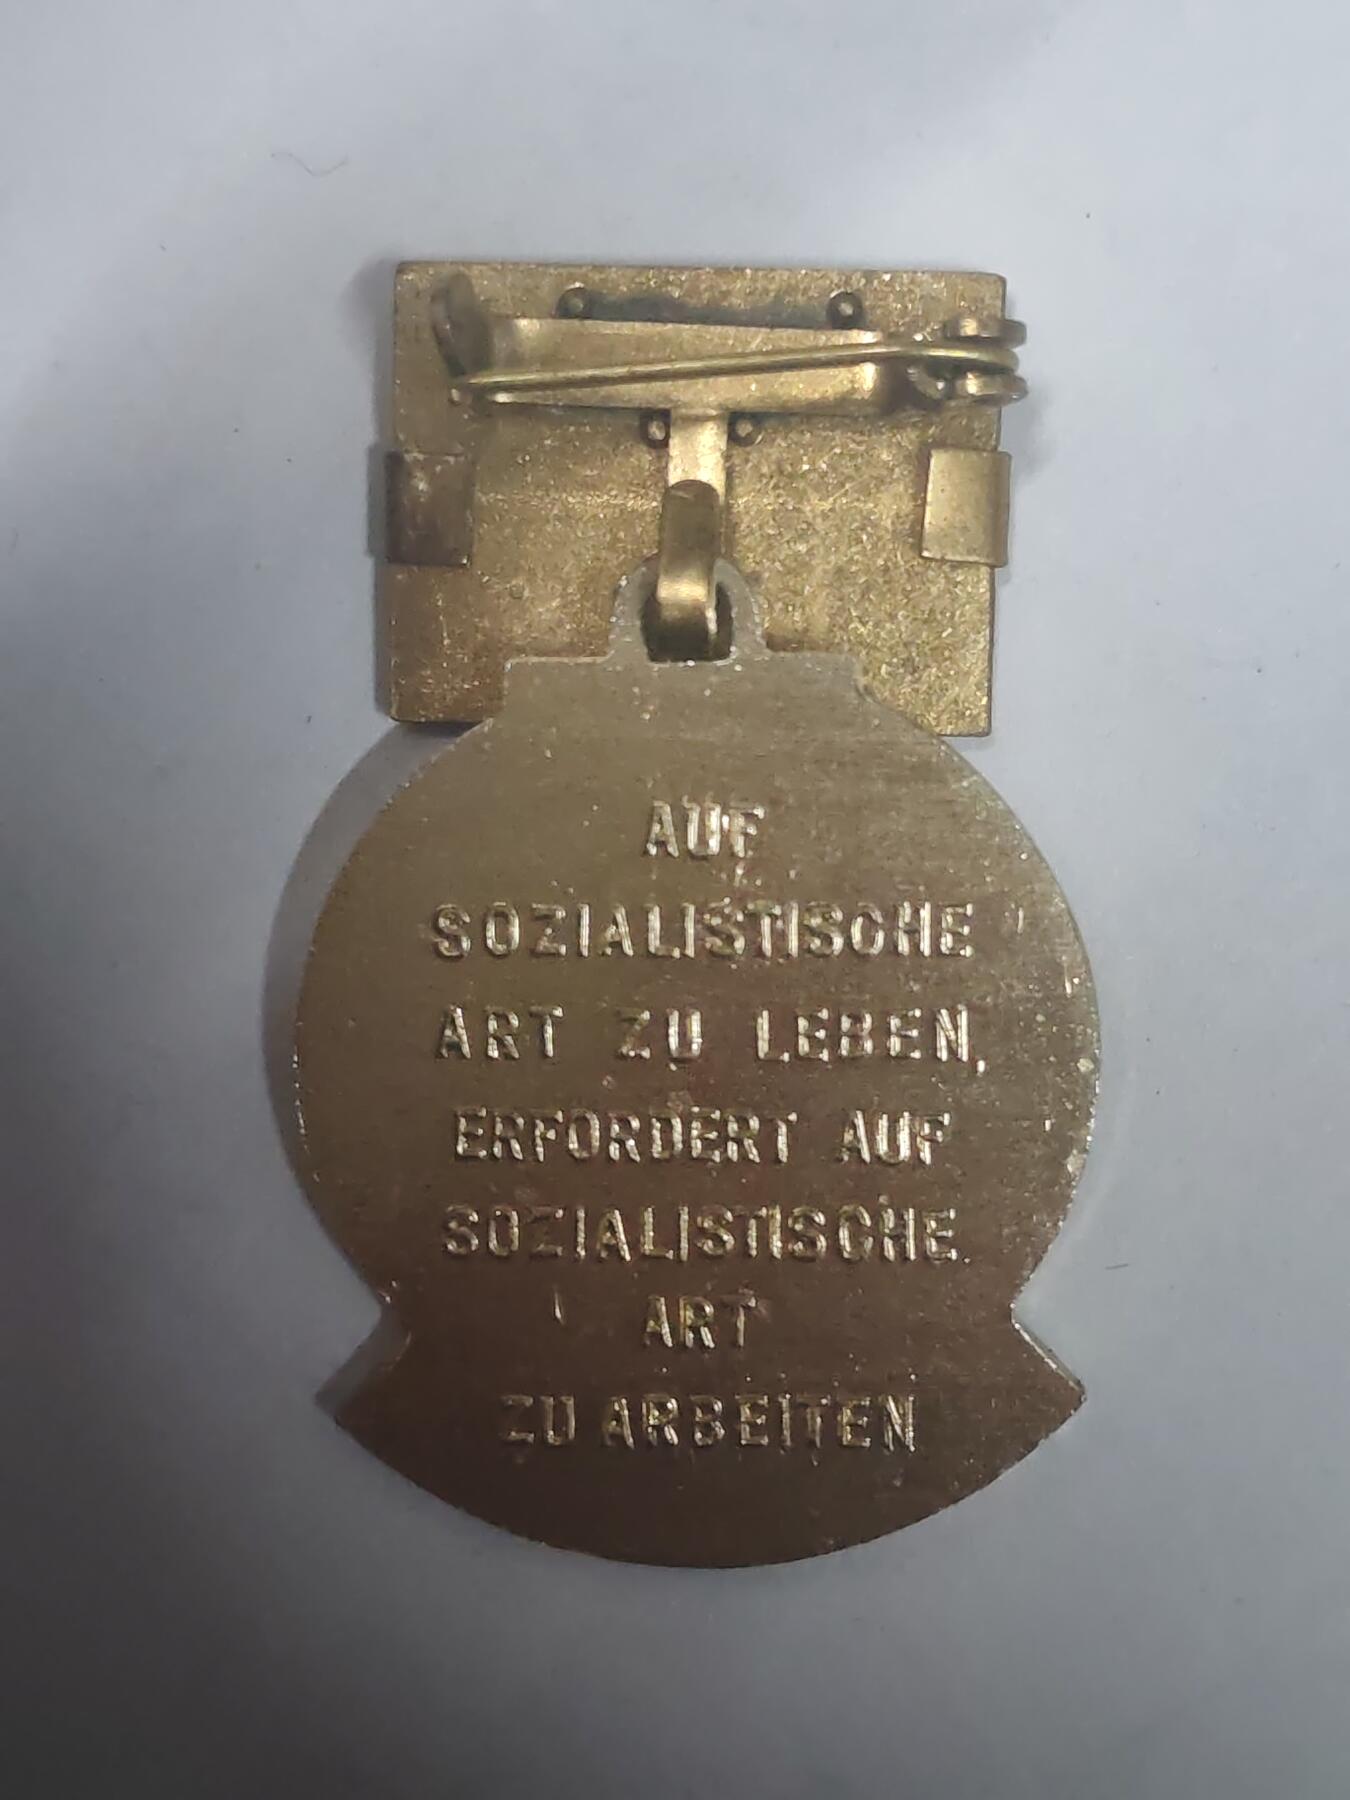 AUF
SOZIALISTISCHE
ART ZU LEBEN,
ERFORDERT AUF
SOZIALISTISCHE
ART
ZU ARBEITEN